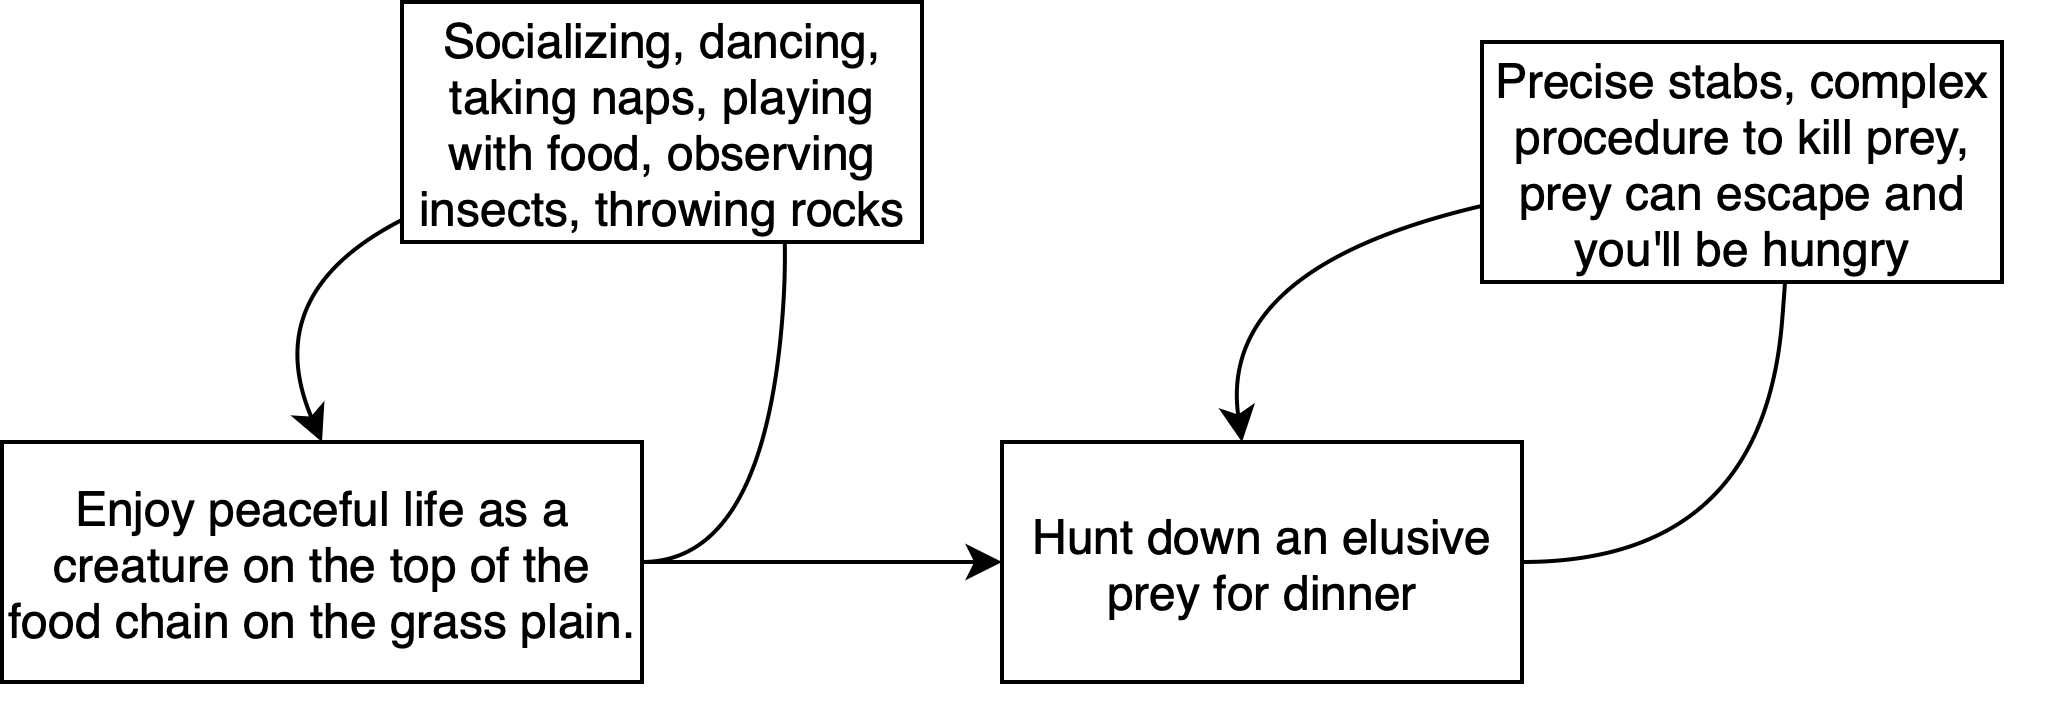 Socializing, dancing,
taking naps, playing
with food, observing
insects, throwing rocks
Precise stabs, complex
procedure to kill prey,
prey can escape and
you'll be hungry
Enjoy peaceful life as a
creature on the top of the
food chain on the grass plain.
Hunt down an elusive
prey for dinner